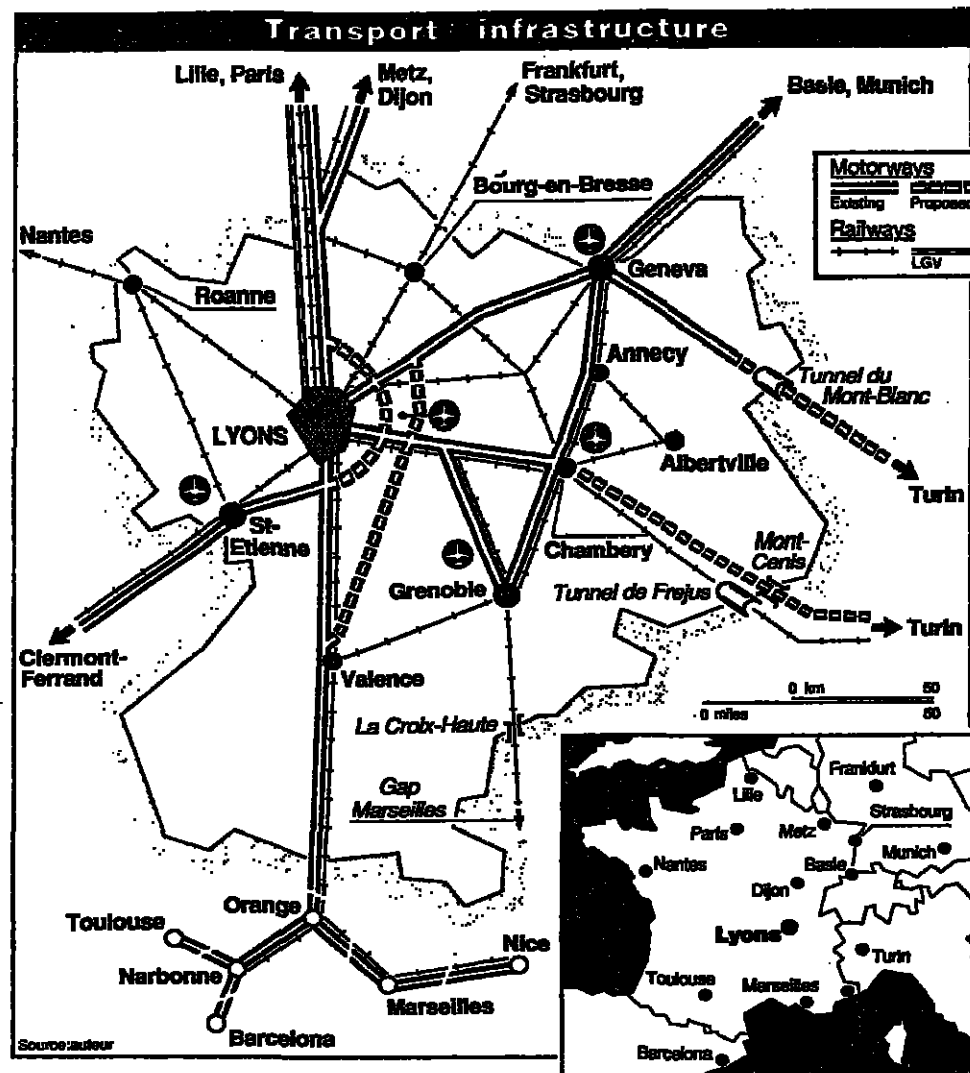 Transport infrastructure
Lille, Paris
Metz,
Dijon
Frankfurt,
Strasbourg
Basle, Munich
Motorways
Existing
Proposed
Railways
LGV
Bourg-en-Bresse
Nantes
Roanne
Geneva
Annecy
Tunnel du
Mont-Blanc
LYONS
Albertville
Turin
St-
Etienne
Chambery
Mont-
Cenis
Grenoble
Tunnel de Frejus
Turin
Clermont-
Ferrand
Valence
0 km 50
0 miles 50
La Croix-Haute
Gap
Marseilles
Orange
Toulouse
Nice
Narbonne
Marseilles
Barcelona
Source:auteur
Frankfurt
Lille
Strasbourg
Paris
Metz
Munich
Nantes
Basle
Dijon
Lyons
Turin
Toulouse
Marseilles
Barcelona